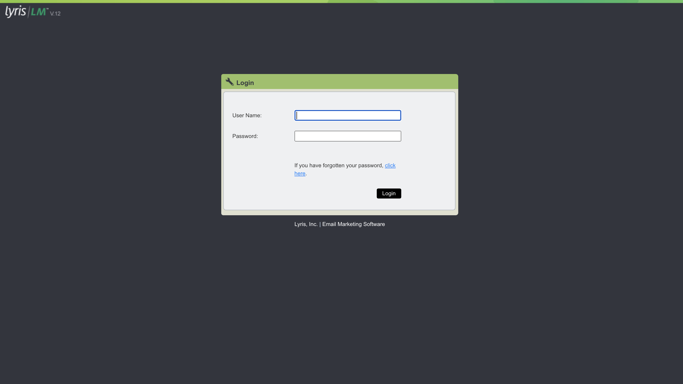 lyris | LM™ V.12
Login
User Name:
Password:
If you have forgotten your password, click
here.
Login
Lyris, Inc. | Email Marketing Software